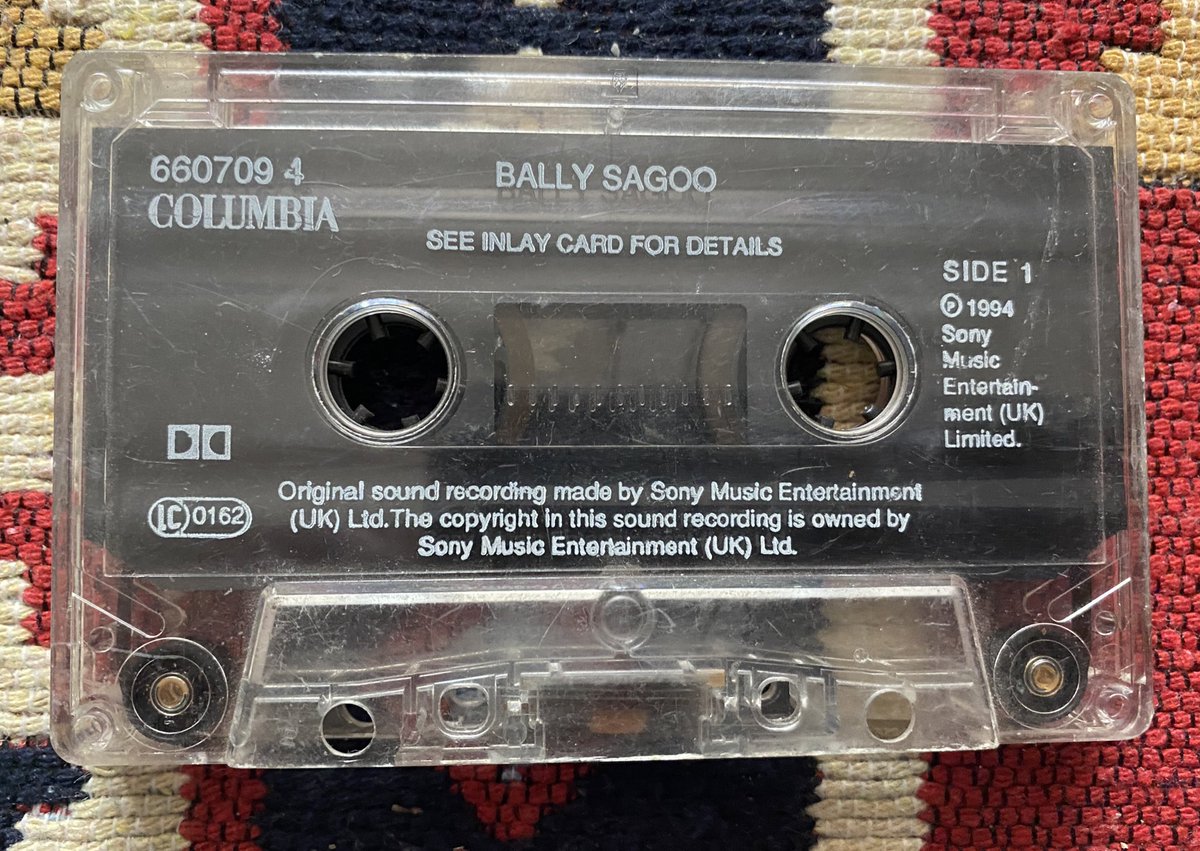 660709 4
COLUMBIA
BALLY SAGOO
SEE INLAY CARD FOR DETAILS
SIDE 1
Ⓟ 1994
Sony
Music
Entertain-
ment (UK)
Limited.
LC 0162
Original sound recording made by Sony Music Entertainment
(UK) Ltd.The copyright in this sound recording is owned by
Sony Music Entertainment (UK) Ltd.